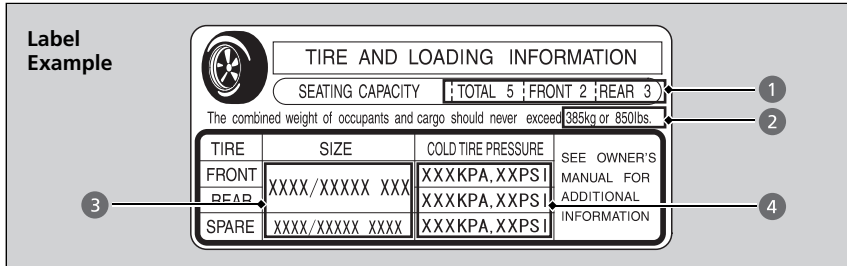 Label
Example
TIRE AND LOADING INFORMATION
SEATING CAPACITY TOTAL 5 FRONT 2 REAR 3
1
The combined weight of occupants and cargo should never exceed 385kg or 850lbs.
2
TIRE SIZE COLD TIRE PRESSURE
SEE OWNER'S
MANUAL FOR
ADDITIONAL
INFORMATION
FRONT XXXX/XXXXX XXX XXXKPA,XXPSI
REAR XXXKPA,XXPSI
SPARE XXXX/XXXXX XXXX XXXKPA,XXPSI
3
4